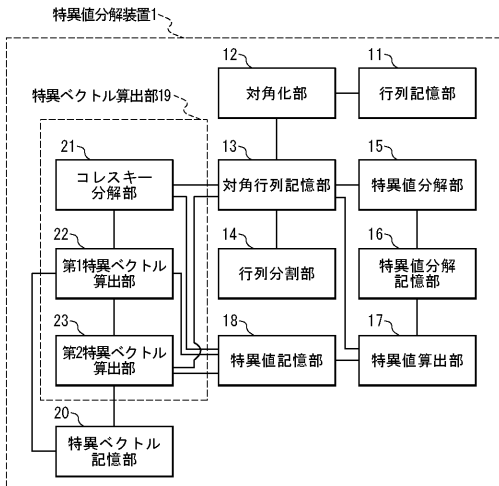 特異値分解装置1
12
対角化部
11
行列記憶部
特異ベクトル算出部19
21
コレスキー
分解部
13
対角行列記憶部
15
特異値分解部
22
第1特異ベクトル
算出部
14
行列分割部
16
特異値分解
記憶部
23
第2特異ベクトル
算出部
18
特異値記憶部
17
特異値算出部
20
特異ベクトル
記憶部